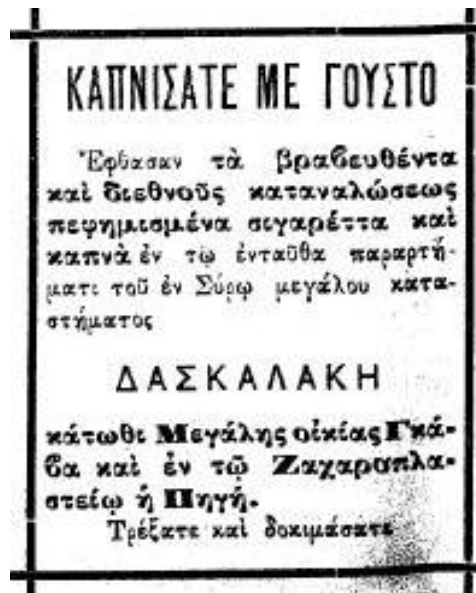 ΚΑΠΝΙΣΑΤΕ ΜΕ ΓΟΥΣΤΟ
Ἔφθασαν τὰ βραβευθέντα
καὶ διεθνοῦς καταναλώσεως
πεφημισμένα σιγαρέττα καὶ
καπνὰ ἐν τῷ ἐνταῦθα παραρτή-
ματι τοῦ ἐν Σύρῳ μεγάλου κατα-
στήματος
ΔΑΣΚΑΛΑΚΗ
κάτωθι Μεγάλης οἰκίας Γκά-
βα καὶ ἐν τῷ Ζαχαροπλα-
στείῳ ἡ Πηγή.
Τρέξατε καὶ δοκιμάσατε